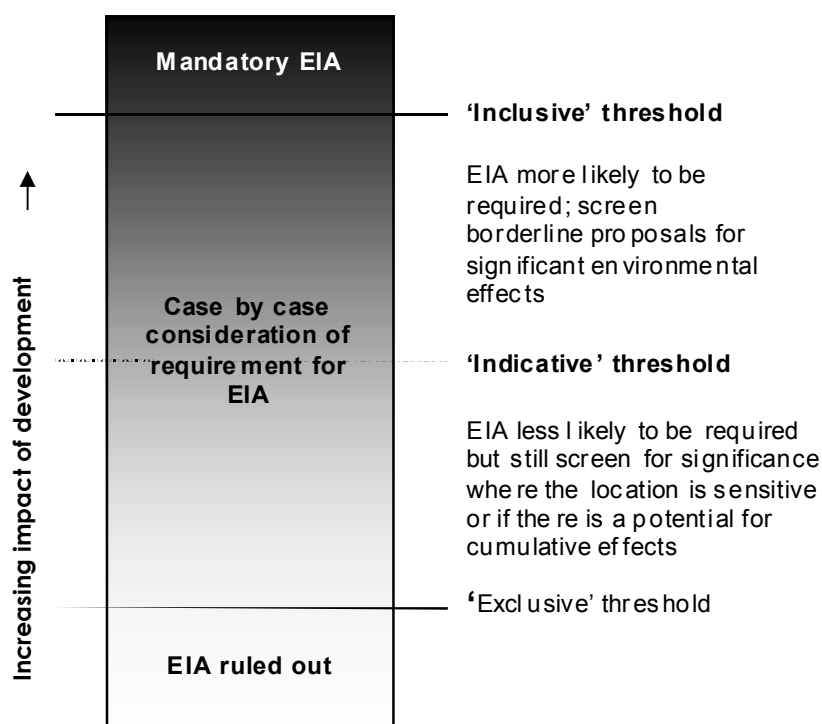 Mandatory EIA
‘Inclusive’ threshold
EIA more likely to be
required; screen
borderline proposals for
significant environmental
effects
Increasing impact of development
Case by case
consideration of
requirement for
EIA
‘Indicative’ threshold
EIA less likely to be required
but still screen for significance
where the location is sensitive
or if there is a potential for
cumulative effects
‘Exclusive’ threshold
EIA ruled out